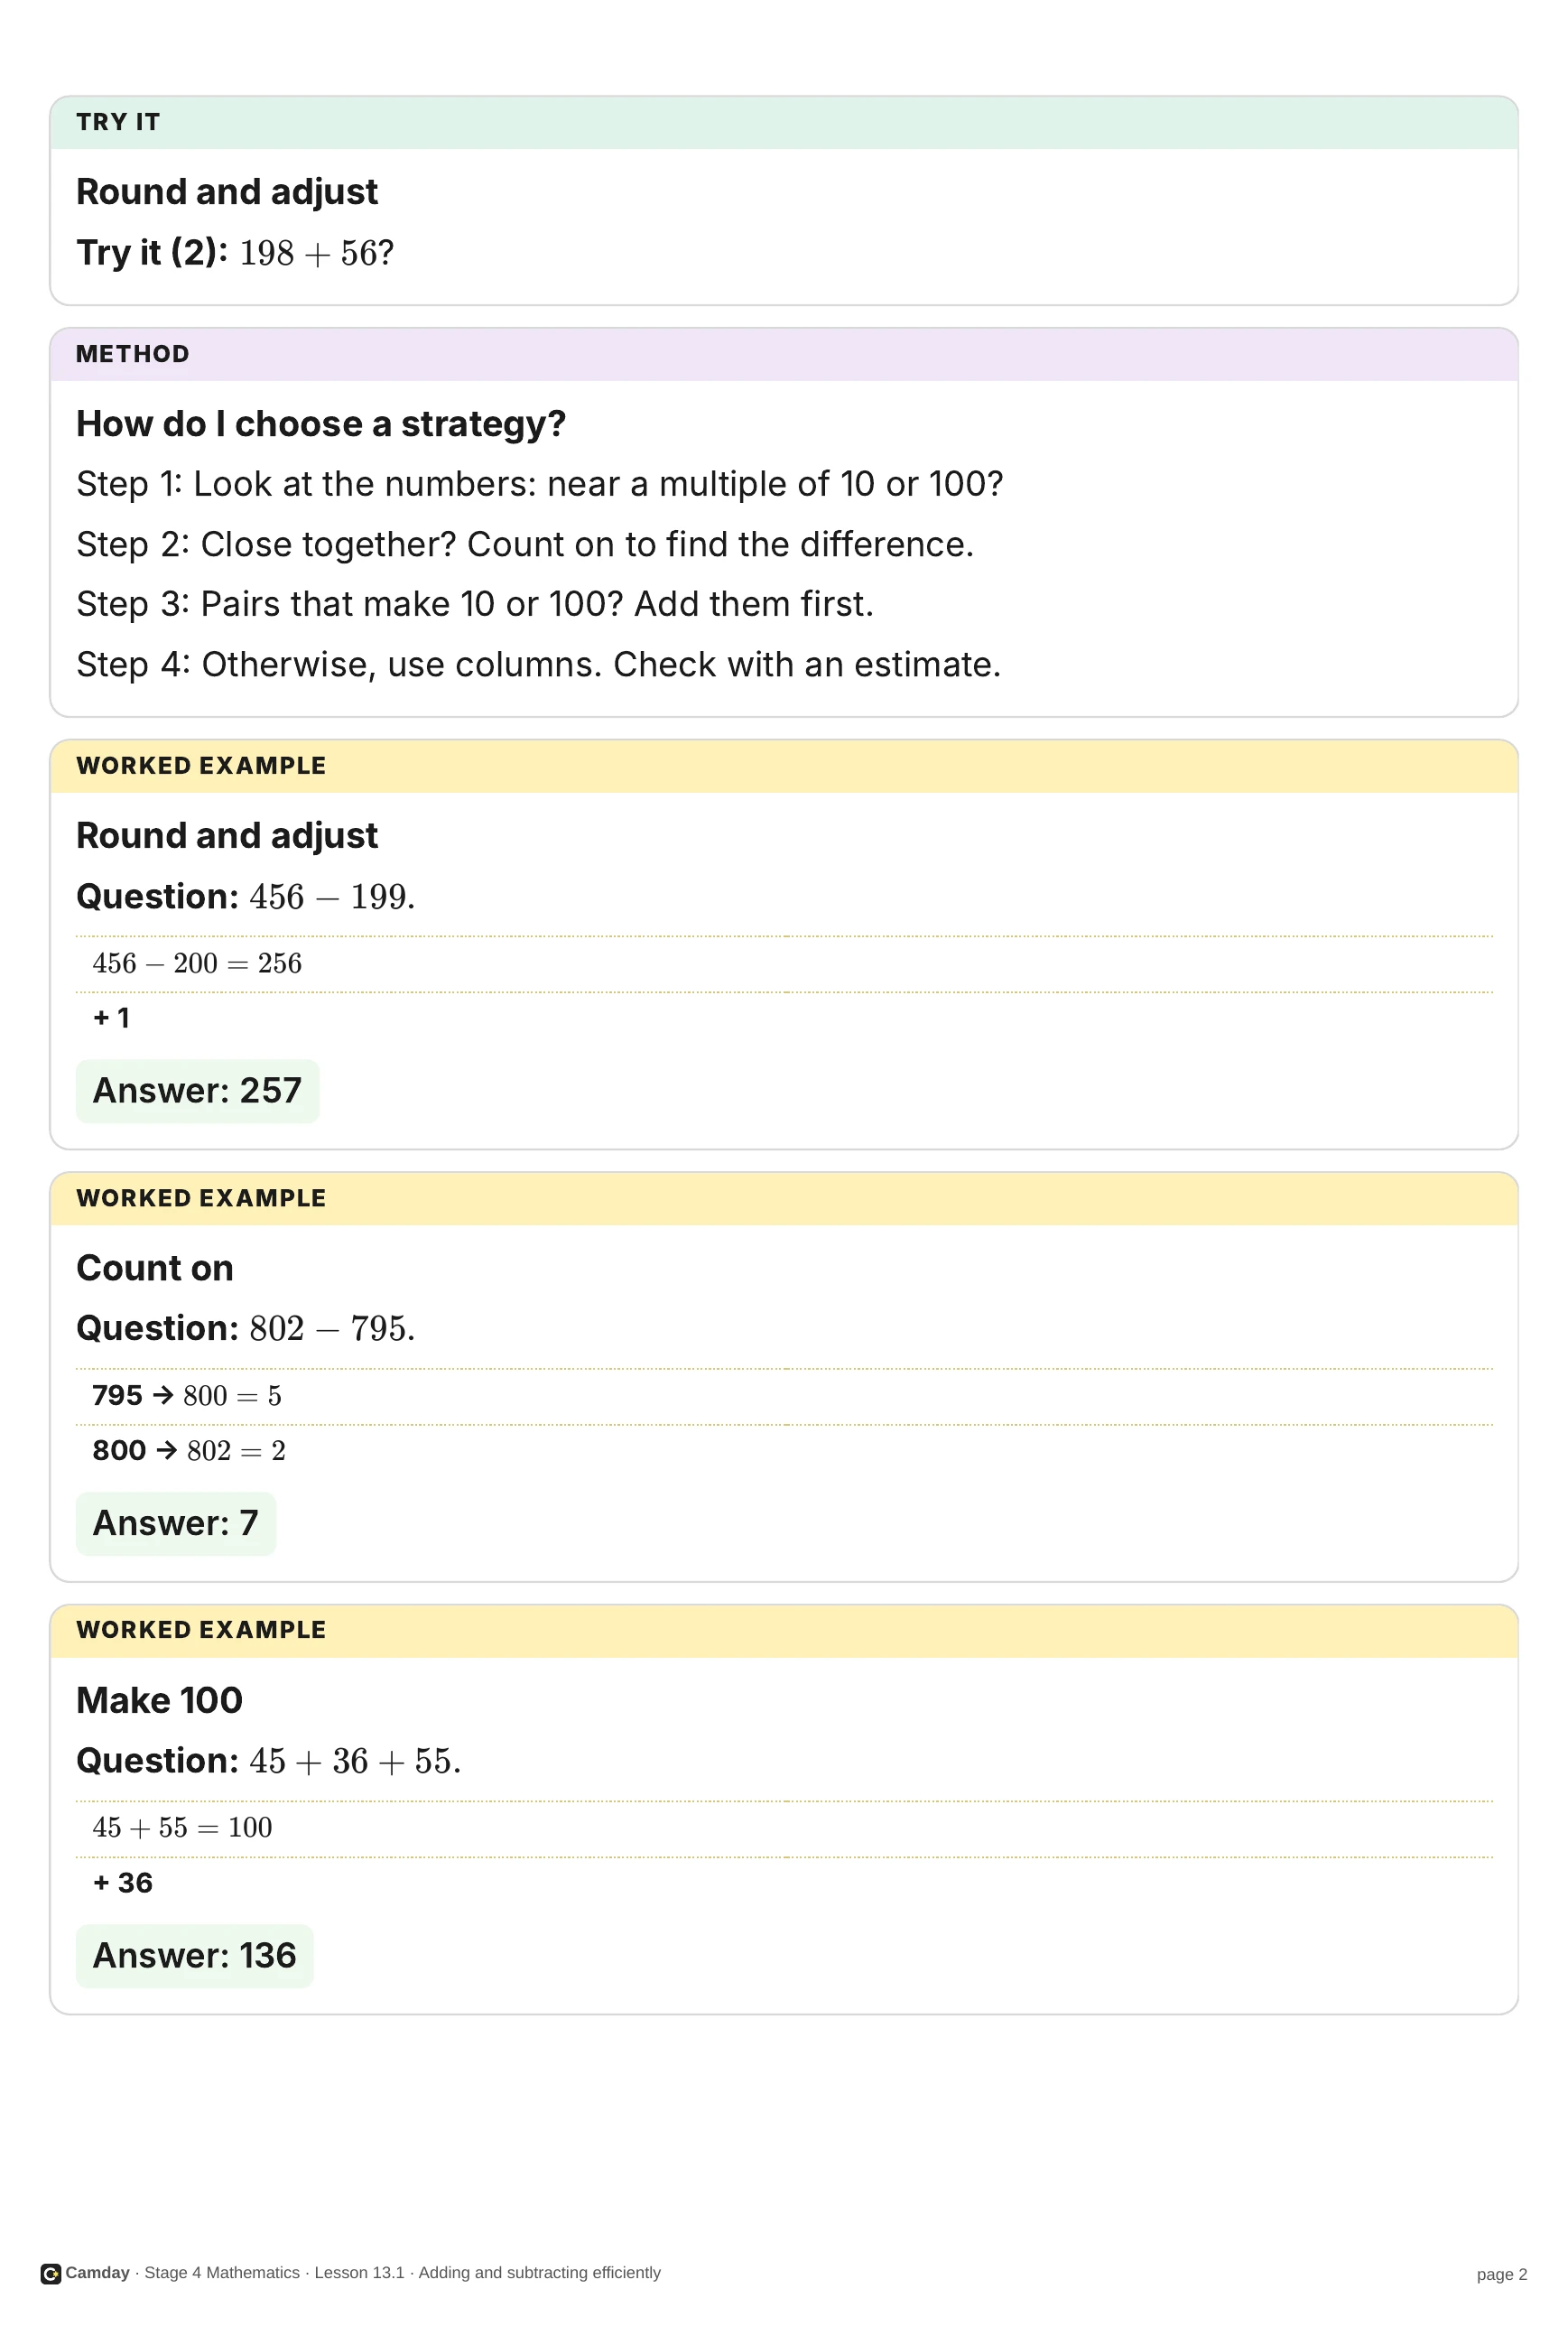 TRY IT
Round and adjust
Try it (2): 198 + 56?
METHOD
How do I choose a strategy?
Step 1: Look at the numbers: near a multiple of 10 or 100?
Step 2: Close together? Count on to find the difference.
Step 3: Pairs that make 10 or 100? Add them first.
Step 4: Otherwise, use columns. Check with an estimate.
WORKED EXAMPLE
Round and adjust
Question: 456 − 199.
456 − 200 = 256
+ 1
Answer: 257
WORKED EXAMPLE
Count on
Question: 802 − 795.
795 → 800 = 5
800 → 802 = 2
Answer: 7
WORKED EXAMPLE
Make 100
Question: 45 + 36 + 55.
45 + 55 = 100
+ 36
Answer: 136
Camday · Stage 4 Mathematics · Lesson 13.1 · Adding and subtracting efficiently
page 2